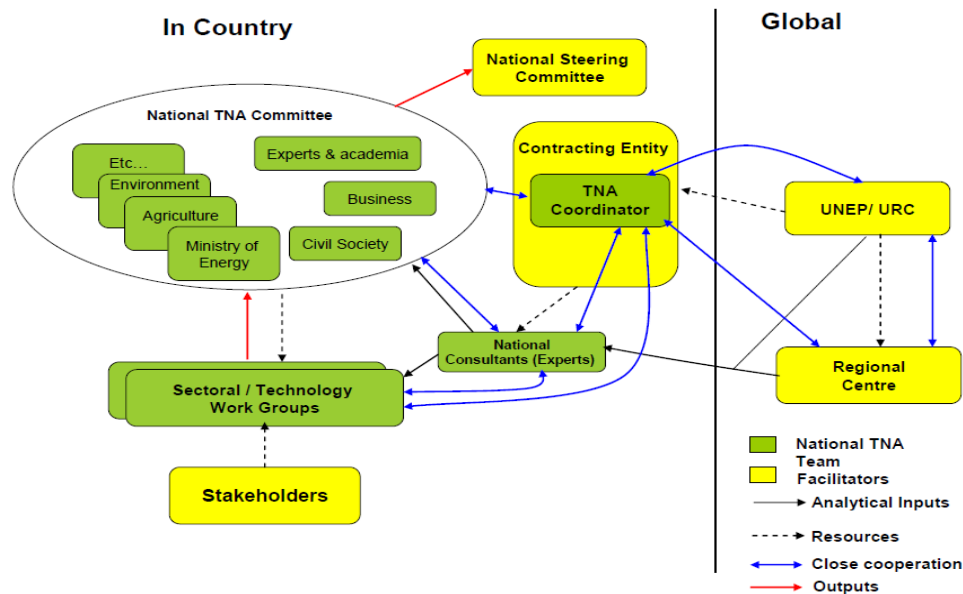 In Country
Global
National Steering
Committee
National TNA Committee
Etc...
Environment
Agriculture
Ministry of
Energy
Experts & academia
Business
Civil Society
Contracting Entity
TNA
Coordinator
UNEP/ URC
National
Consultants (Experts)
Regional
Centre
Sectoral / Technology
Work Groups
Stakeholders
National TNA
Team
Facilitators
Analytical Inputs
Resources
Close cooperation
Outputs